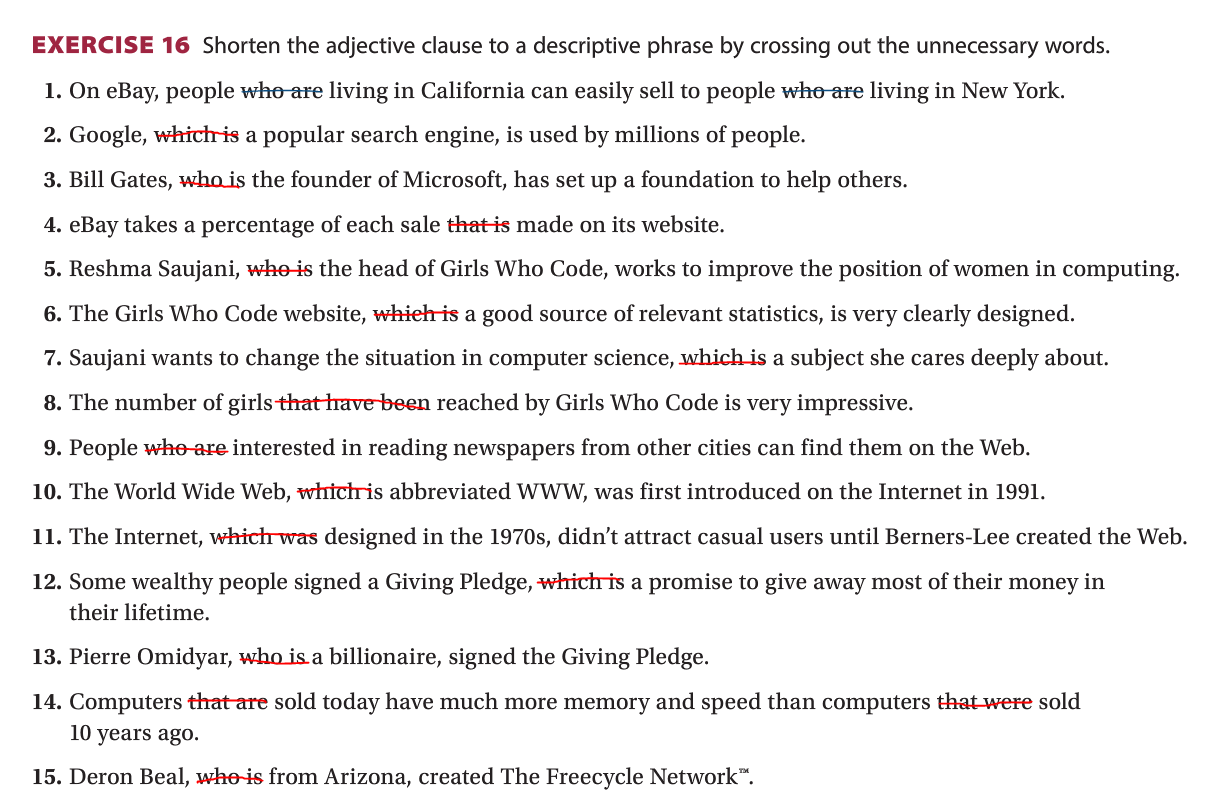 EXERCISE 16 Shorten the adjective clause to a descriptive phrase by crossing out the unnecessary words.
1. On eBay, people who are living in California can easily sell to people who are living in New York.
2. Google, which is a popular search engine, is used by millions of people.
3. Bill Gates, who is the founder of Microsoft, has set up a foundation to help others.
4. eBay takes a percentage of each sale that is made on its website.
5. Reshma Saujani, who is the head of Girls Who Code, works to improve the position of women in computing.
6. The Girls Who Code website, which is a good source of relevant statistics, is very clearly designed.
7. Saujani wants to change the situation in computer science, which is a subject she cares deeply about.
8. The number of girls that have been reached by Girls Who Code is very impressive.
9. People who are interested in reading newspapers from other cities can find them on the Web.
10. The World Wide Web, which is abbreviated WWW, was first introduced on the Internet in 1991.
11. The Internet, which was designed in the 1970s, didn’t attract casual users until Berners-Lee created the Web.
12. Some wealthy people signed a Giving Pledge, which is a promise to give away most of their money in
their lifetime.
13. Pierre Omidyar, who is a billionaire, signed the Giving Pledge.
14. Computers that are sold today have much more memory and speed than computers that were sold
10 years ago.
15. Deron Beal, who is from Arizona, created The Freecycle Network™.